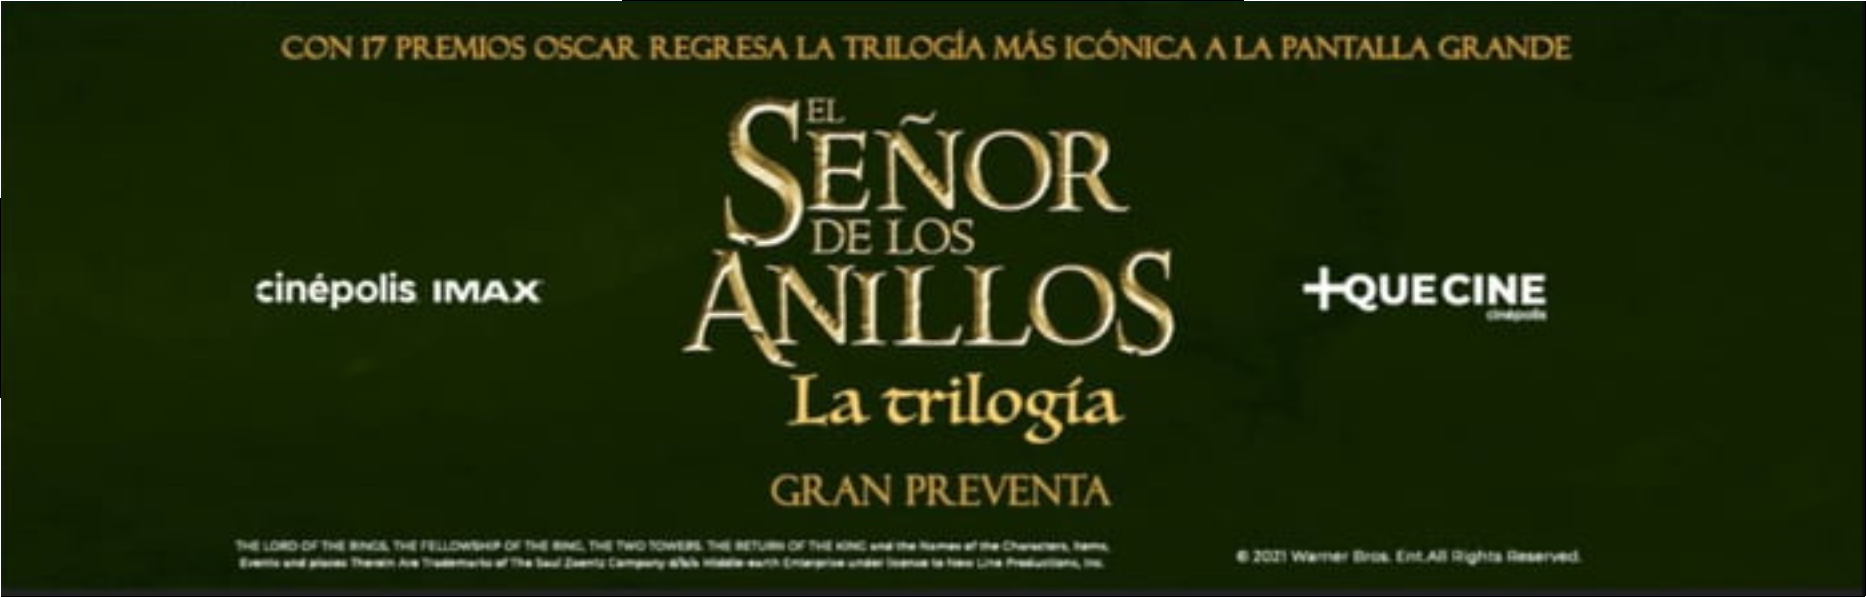 CON 17 PREMIOS OSCAR REGRESA LA TRILOGÍA MÁS ICÓNICA A LA PANTALLA GRANDE
EL
SEÑOR
DE LOS
ANILLOS
La trilogía
cinépolis IMAX
+QUECINE
cinépolis
GRAN PREVENTA
THE LORD OF THE RINGS, THE FELLOWSHIP OF THE RING, THE TWO TOWERS, THE RETURN OF THE KING and the Names of the Characters, Items,
Events and places Therein Are Trademarks of The Saul Zaentz Company d/b/a Middle-earth Enterprise under license to New Line Productions, Inc.
© 2021 Warner Bros. Ent.All Rights Reserved.